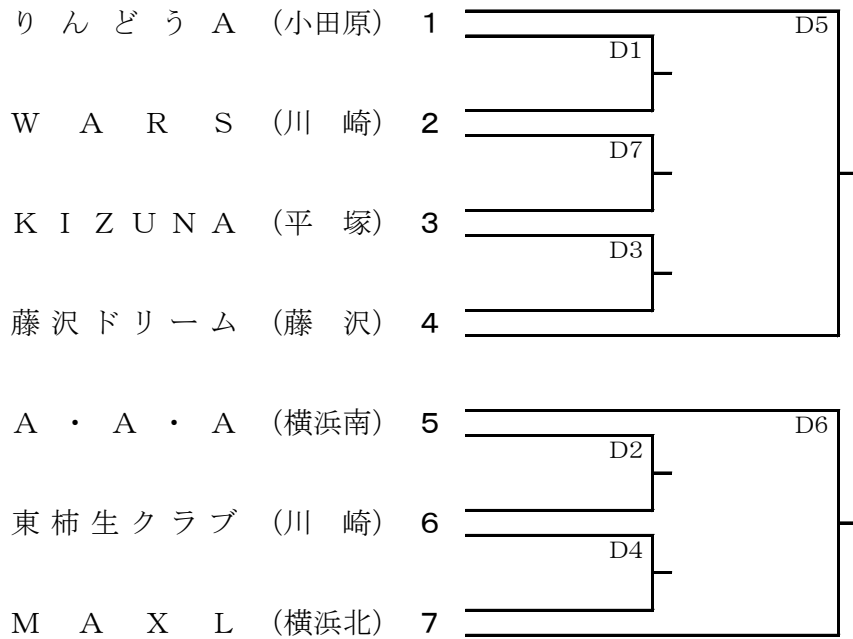 りんどうA (小田原) 1 D5
D1
WARS (川 崎) 2
D7
KIZUNA (平 塚) 3
D3
藤沢ドリーム (藤 沢) 4
A・A・A (横浜南) 5 D6
D2
東柿生クラブ (川 崎) 6
D4
MAXL (横浜北) 7